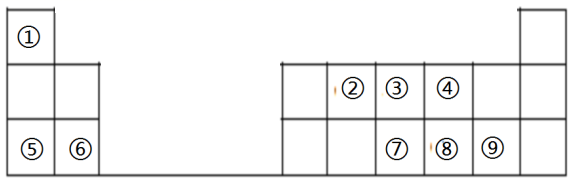 ①
② ③ ④
⑤ ⑥ ⑦ ⑧ ⑨